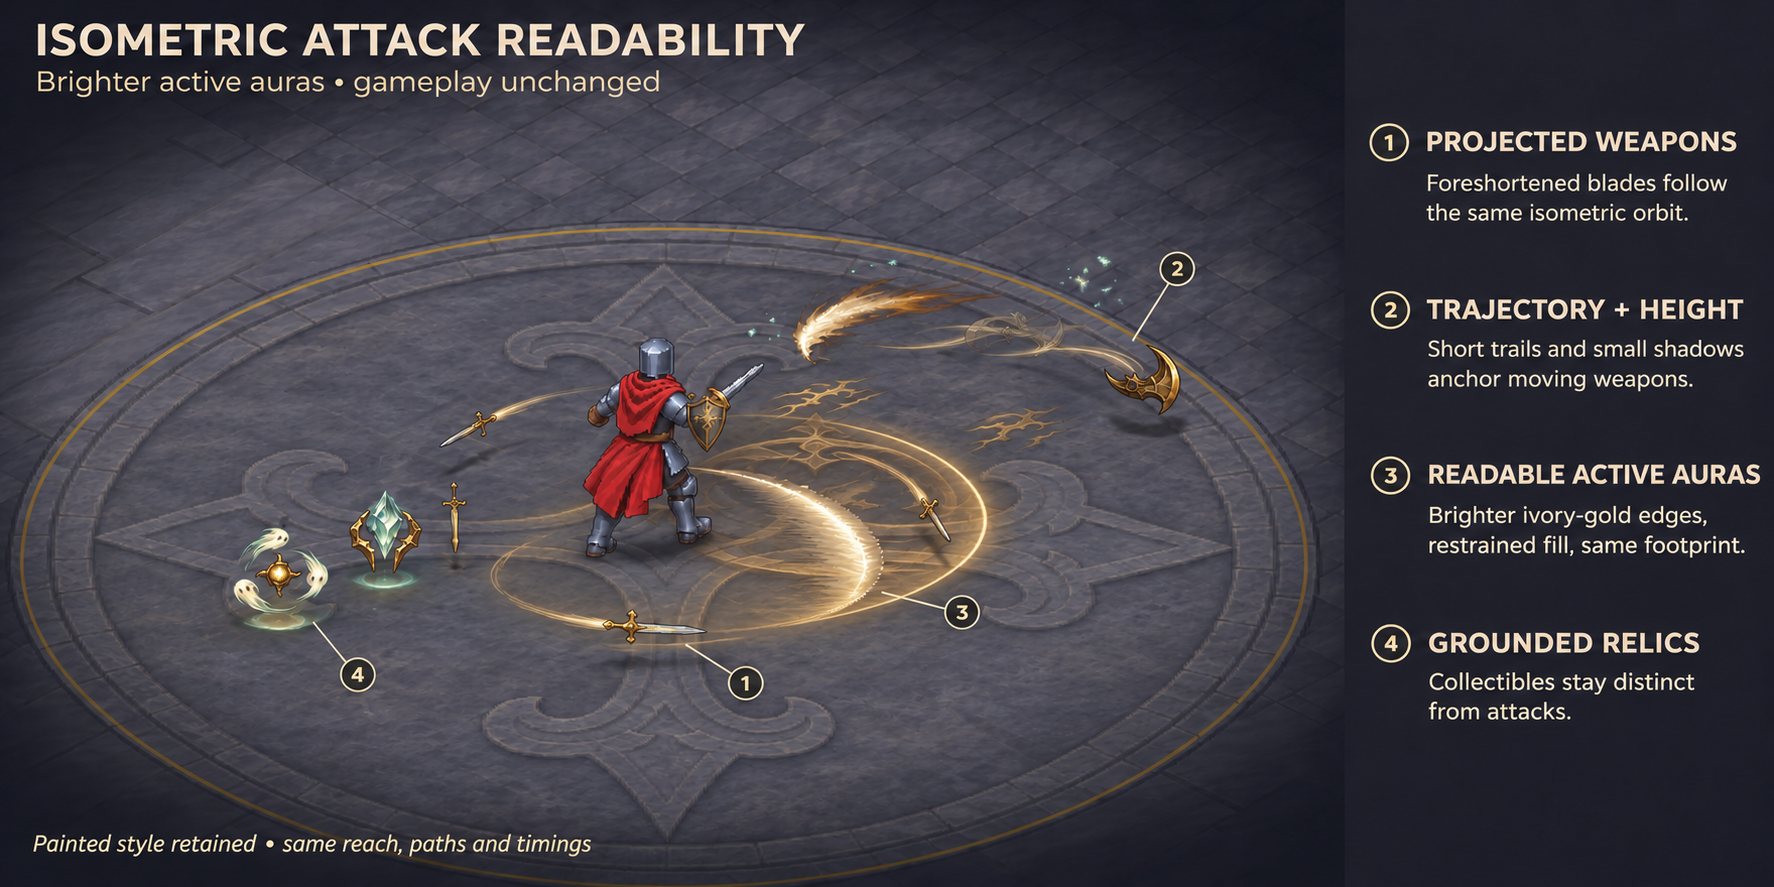 ISOMETRIC ATTACK READABILITY
Brighter active auras • gameplay unchanged
1 PROJECTED WEAPONS
Foreshortened blades follow
the same isometric orbit.
2
2 TRAJECTORY + HEIGHT
Short trails and small shadows
anchor moving weapons.
3 READABLE ACTIVE AURAS
Brighter ivory-gold edges,
restrained fill, same footprint.
3
4 GROUNDED RELICS
Collectibles stay distinct
from attacks.
4
1
Painted style retained • same reach, paths and timings